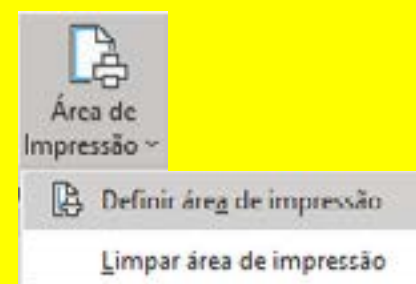 Área de
Impressão
Definir área de impressão
Limpar área de impressão